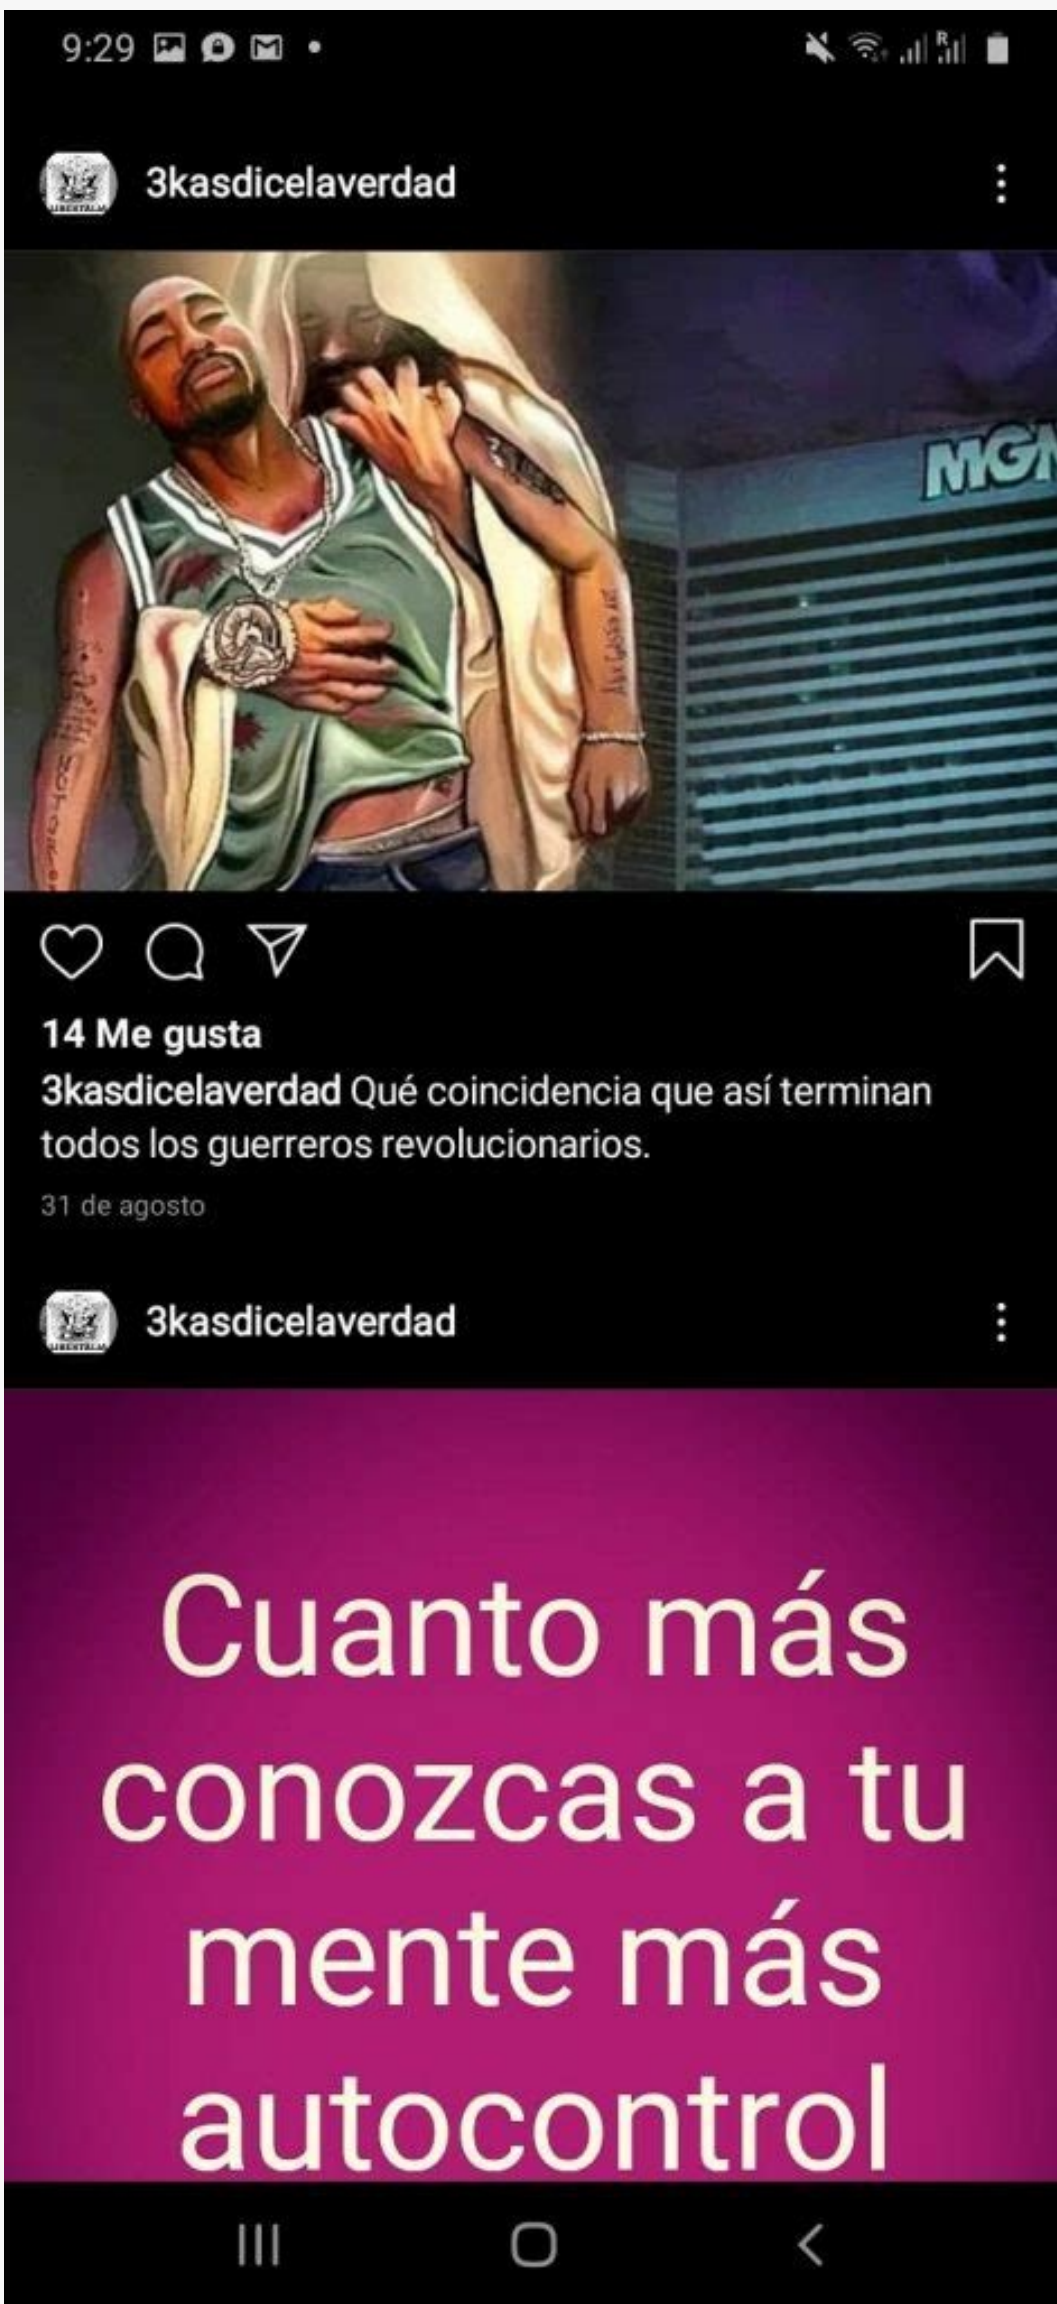 9:29
3kasdicelaverdad
MGM
14 Me gusta
3kasdicelaverdad Qué coincidencia que así terminan
todos los guerreros revolucionarios.
31 de agosto
3kasdicelaverdad
Cuanto más
conozcas a tu
mente más
autocontrol